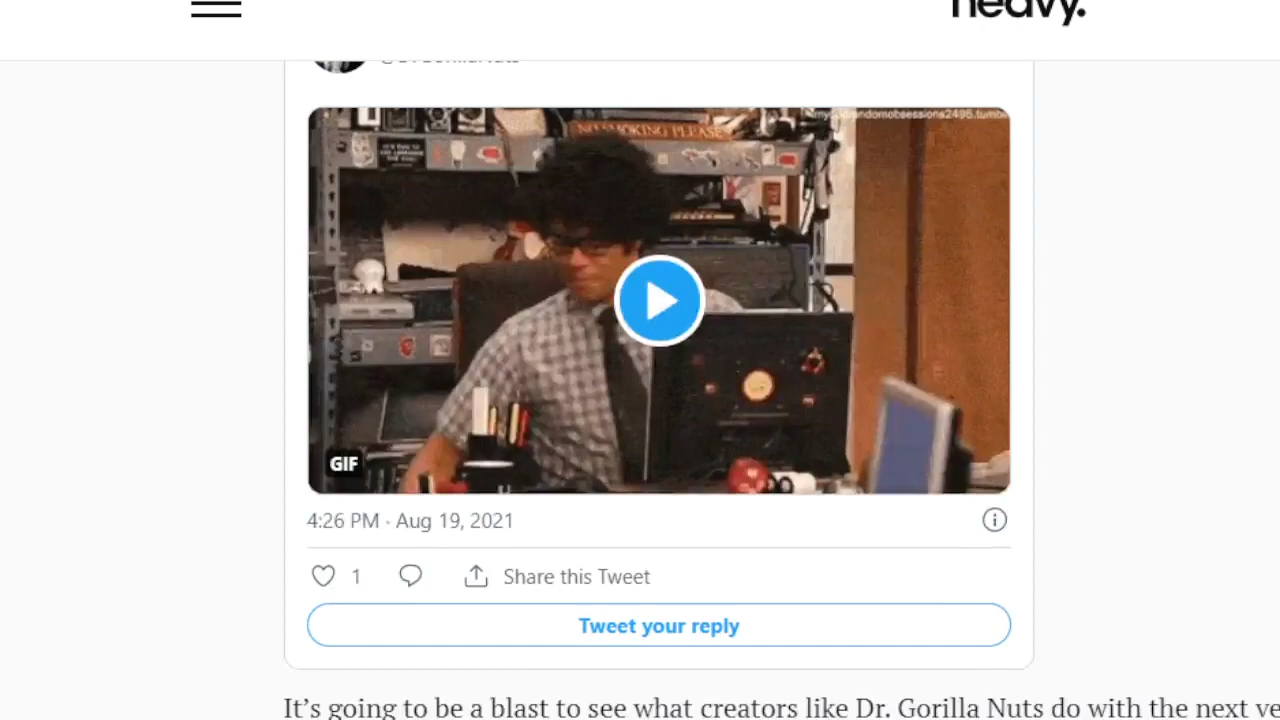 heavy.
NO SMOKING PLEASE
GIF
4:26 PM · Aug 19, 2021
1
Share this Tweet
Tweet your reply
It's going to be a blast to see what creators like Dr. Gorilla Nuts do with the next ve